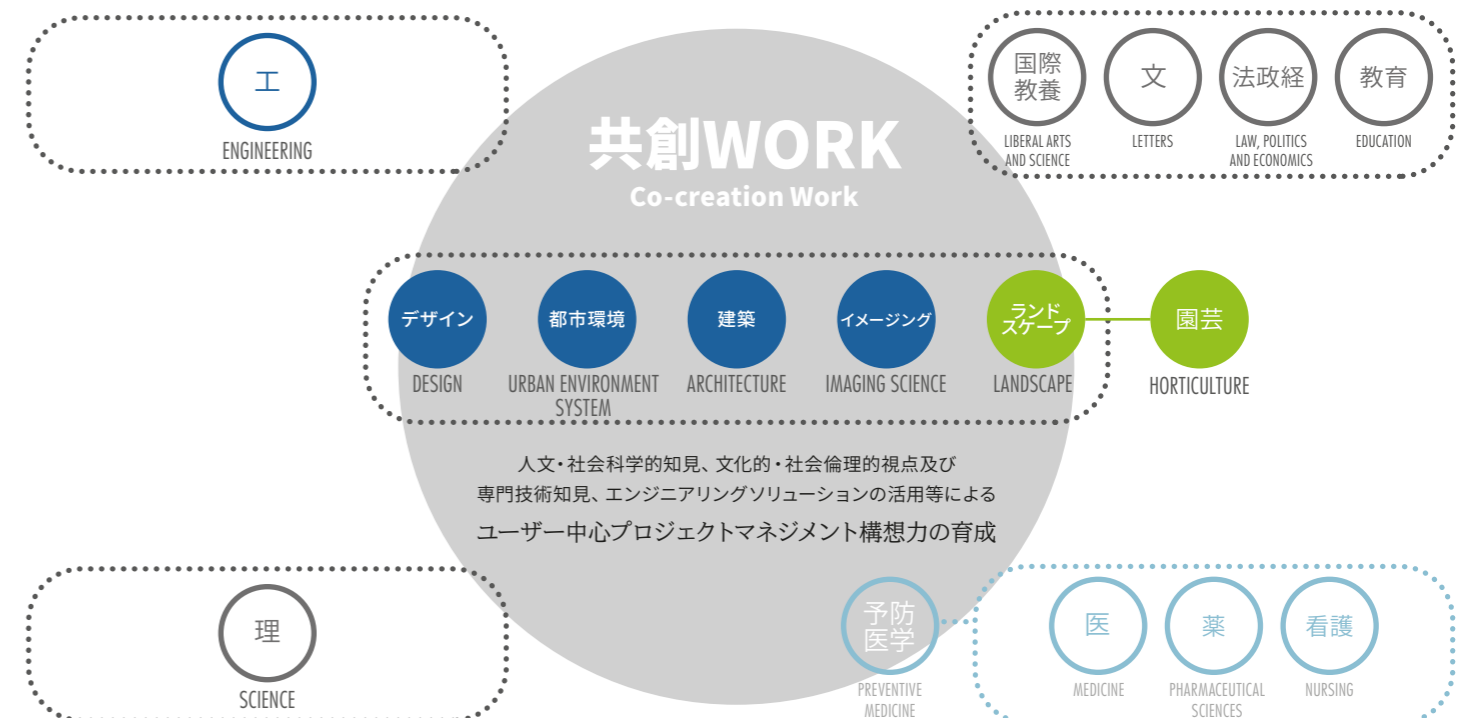 工
ENGINEERING
国際
教養
LIBERAL ARTS
AND SCIENCE
文
LETTERS
法政経
LAW, POLITICS
AND ECONOMICS
教育
EDUCATION
共創WORK
Co-creation Work
デザイン
DESIGN
都市環境
URBAN ENVIRONMENT
SYSTEM
建築
ARCHITECTURE
イメージング
IMAGING SCIENCE
ランド
スケープ
LANDSCAPE
園芸
HORTICULTURE
人文・社会科学的知見、文化的・社会倫理的視点及び
専門技術知見、エンジニアリングソリューションの活用等による
ユーザー中心プロジェクトマネジメント構想力の育成
理
SCIENCE
予防
医学
PREVENTIVE
MEDICINE
医
MEDICINE
薬
PHARMACEUTICAL
SCIENCES
看護
NURSING